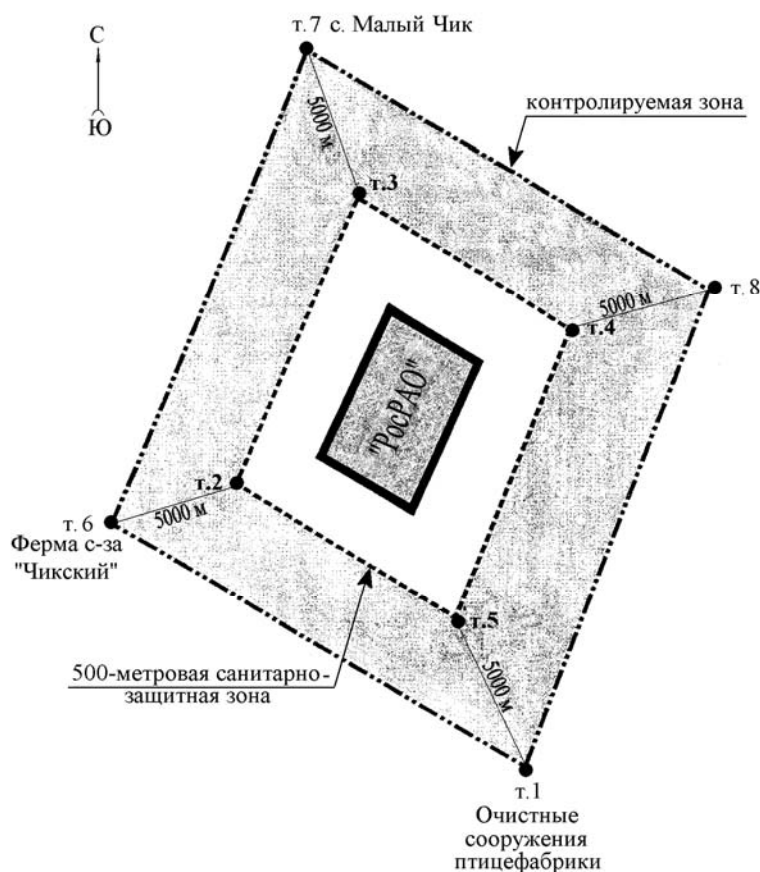 т.7 с. Малый Чик
С
Ю
контролируемая зона
5000 м
т.3
т. 8
5000 м
т.4
"РосРАО"
т.2
5000 м
т. 6
Ферма с-за
"Чикский"
т.5
5000 м
500-метровая санитарно-
защитная зона
т.1
Очистные
сооружения
птицефабрики